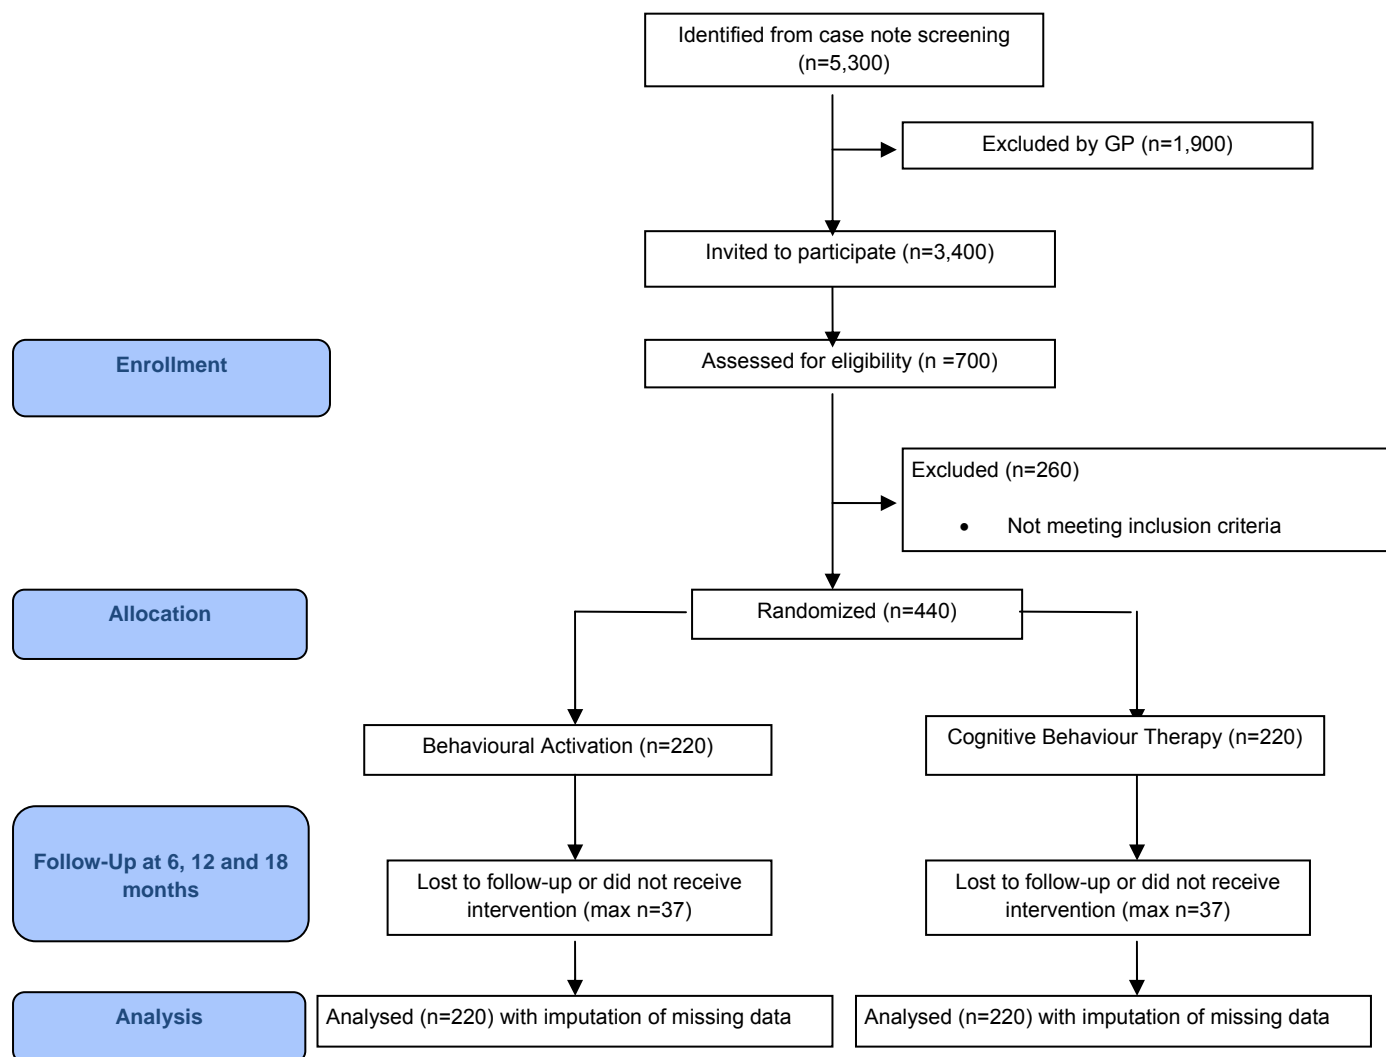 Identified from case note screening
(n=5,300)
Excluded by GP (n=1,900)
Invited to participate (n=3,400)
Enrollment
Assessed for eligibility (n =700)
Excluded (n=260)
• Not meeting inclusion criteria
Allocation
Randomized (n=440)
Behavioural Activation (n=220)
Cognitive Behaviour Therapy (n=220)
Follow-Up at 6, 12 and 18
months
Lost to follow-up or did not receive
intervention (max n=37)
Lost to follow-up or did not receive
intervention (max n=37)
Analysis
Analysed (n=220) with imputation of missing data
Analysed (n=220) with imputation of missing data